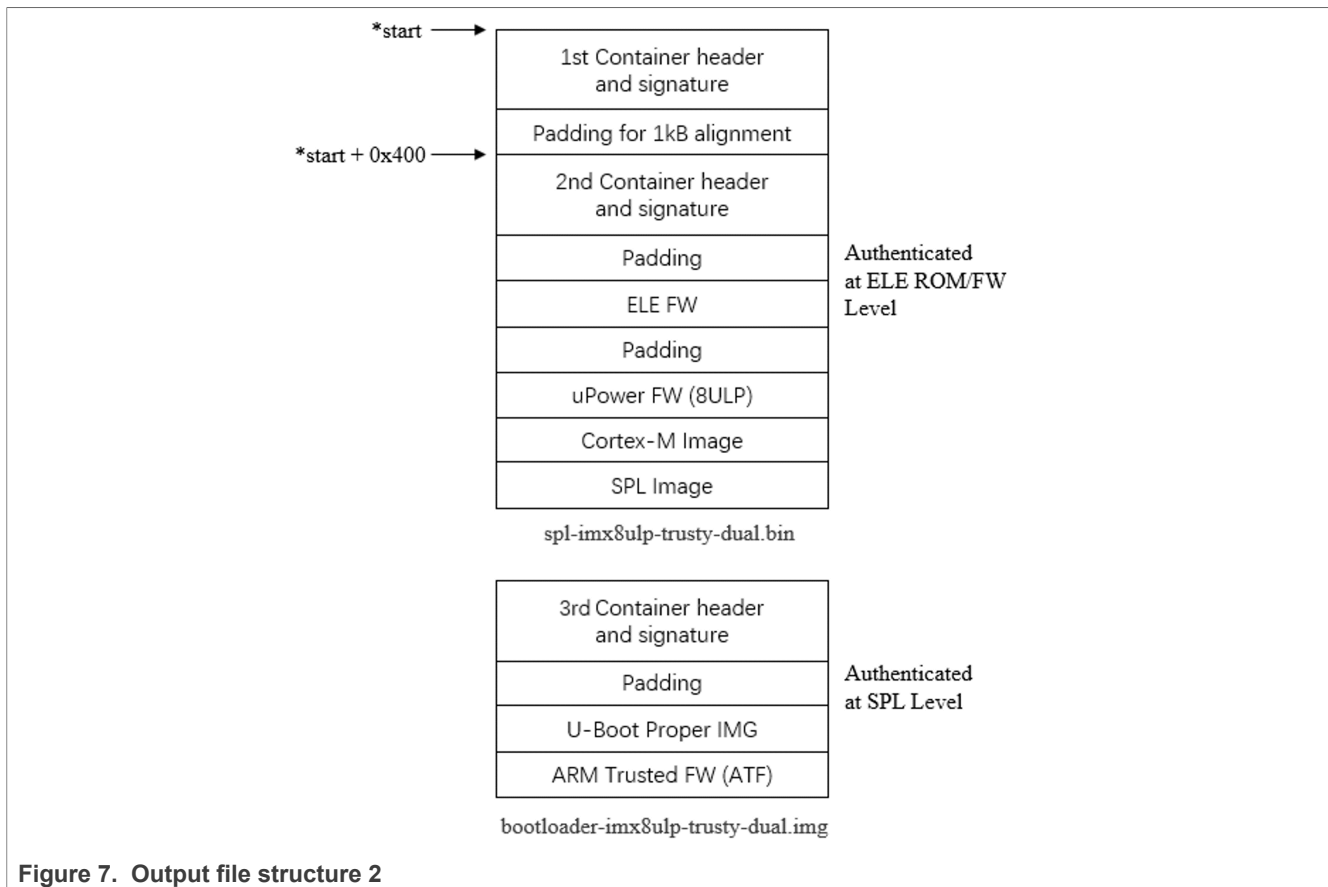 *start
1st Container header
and signature
Padding for 1kB alignment
*start + 0x400
2nd Container header
and signature
Padding
ELE FW
Padding
uPower FW (8ULP)
Cortex-M Image
SPL Image
Authenticated
at ELE ROM/FW
Level
spl-imx8ulp-trusty-dual.bin
3rd Container header
and signature
Padding
U-Boot Proper IMG
ARM Trusted FW (ATF)
Authenticated
at SPL Level
bootloader-imx8ulp-trusty-dual.img
Figure 7. Output file structure 2